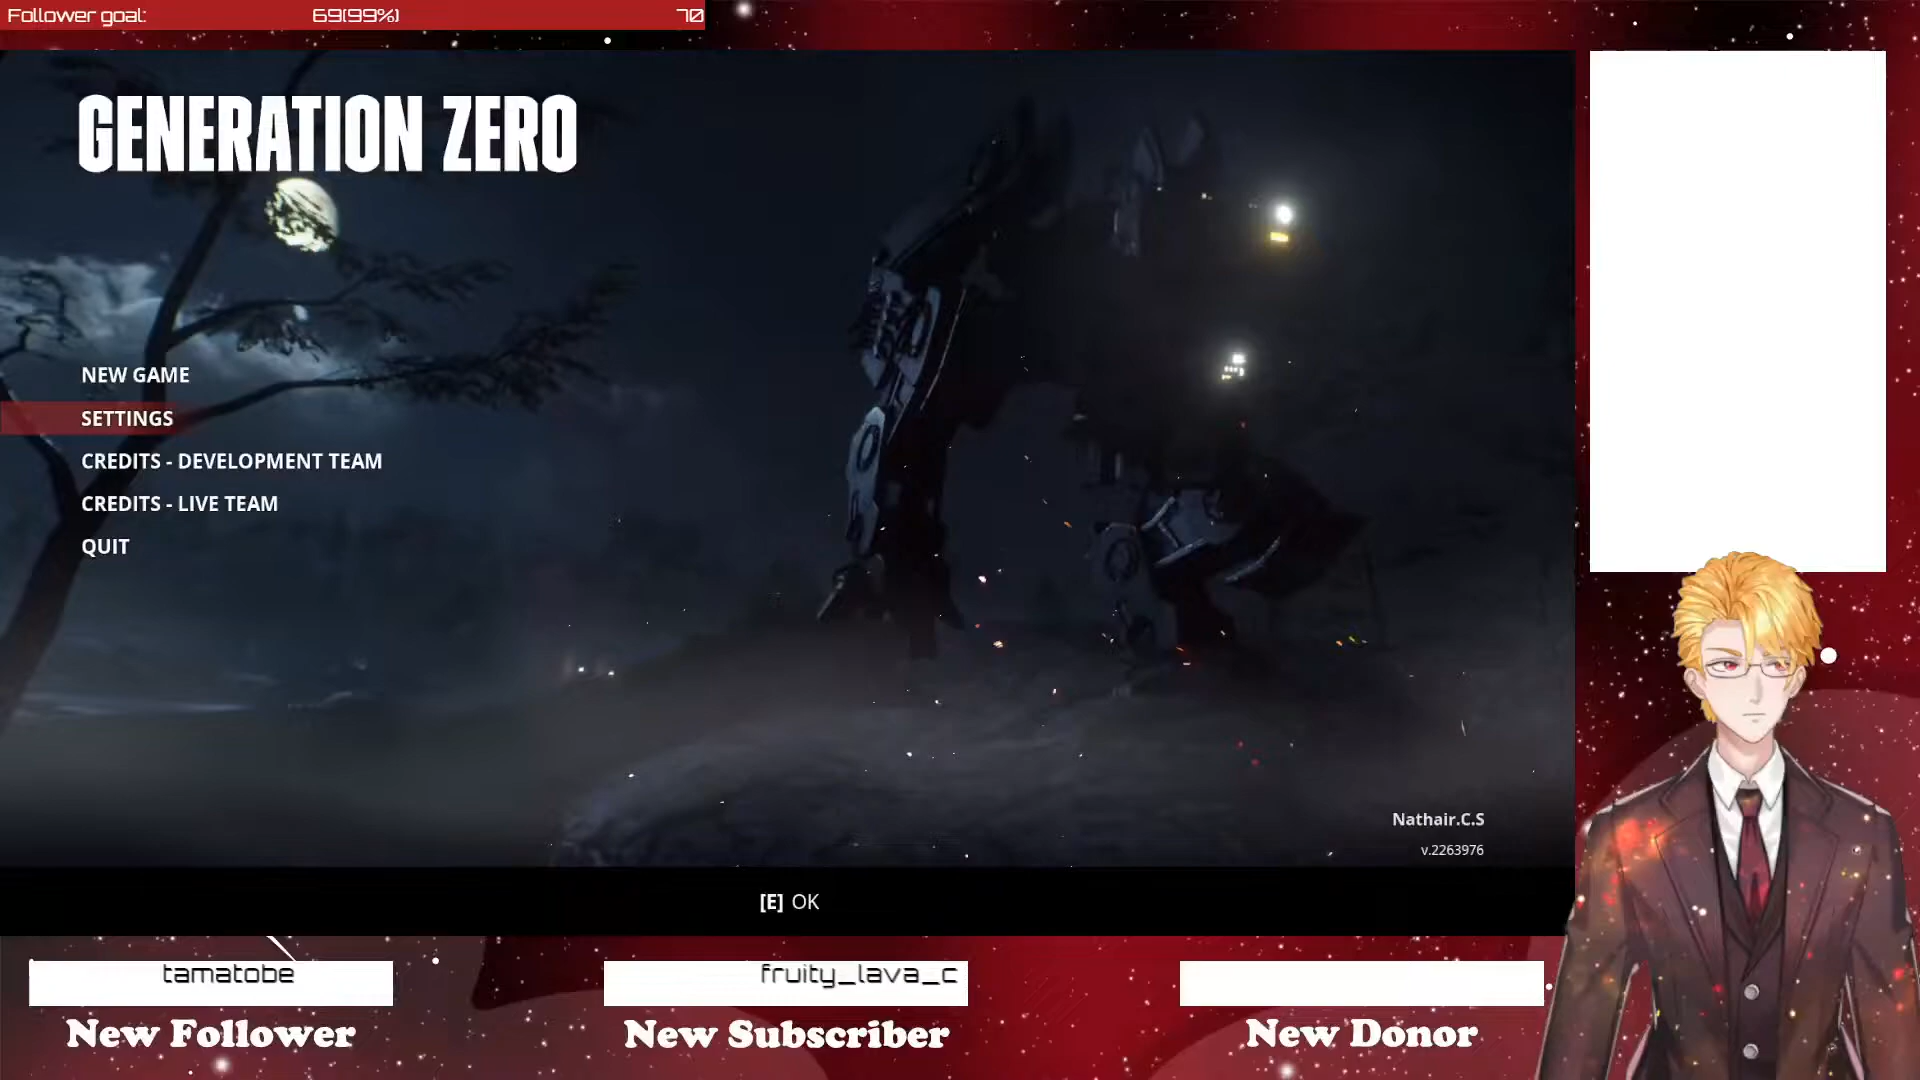 Follower goal: 69(99%) 70
GENERATION ZERO
NEW GAME
SETTINGS
CREDITS - DEVELOPMENT TEAM
CREDITS - LIVE TEAM
QUIT
Nathair.C.S
v.2263976
[E] OK
tamatobe fruity_lava_c
New Follower New Subscriber New Donor